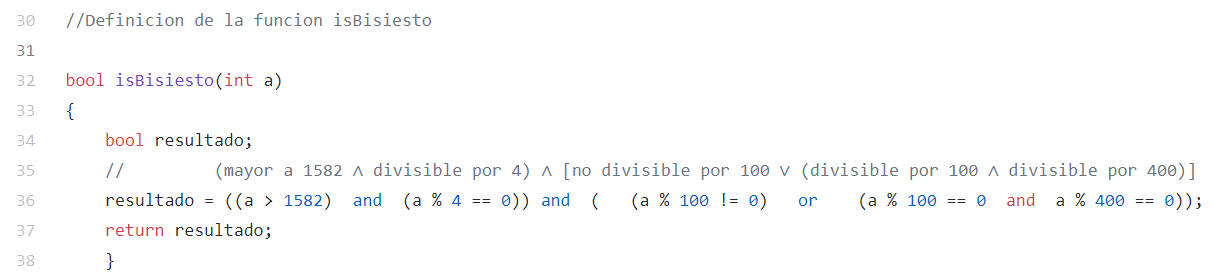 30 //Definicion de la funcion isBisiesto
31
32 bool isBisiesto(int a)
33 {
34 bool resultado;
35 // (mayor a 1582 ∧ divisible por 4) ∧ [no divisible por 100 ∨ (divisible por 100 ∧ divisible por 400)]
36 resultado = ((a > 1582) and (a % 4 == 0)) and ( (a % 100 != 0) or (a % 100 == 0 and a % 400 == 0));
37 return resultado;
38 }